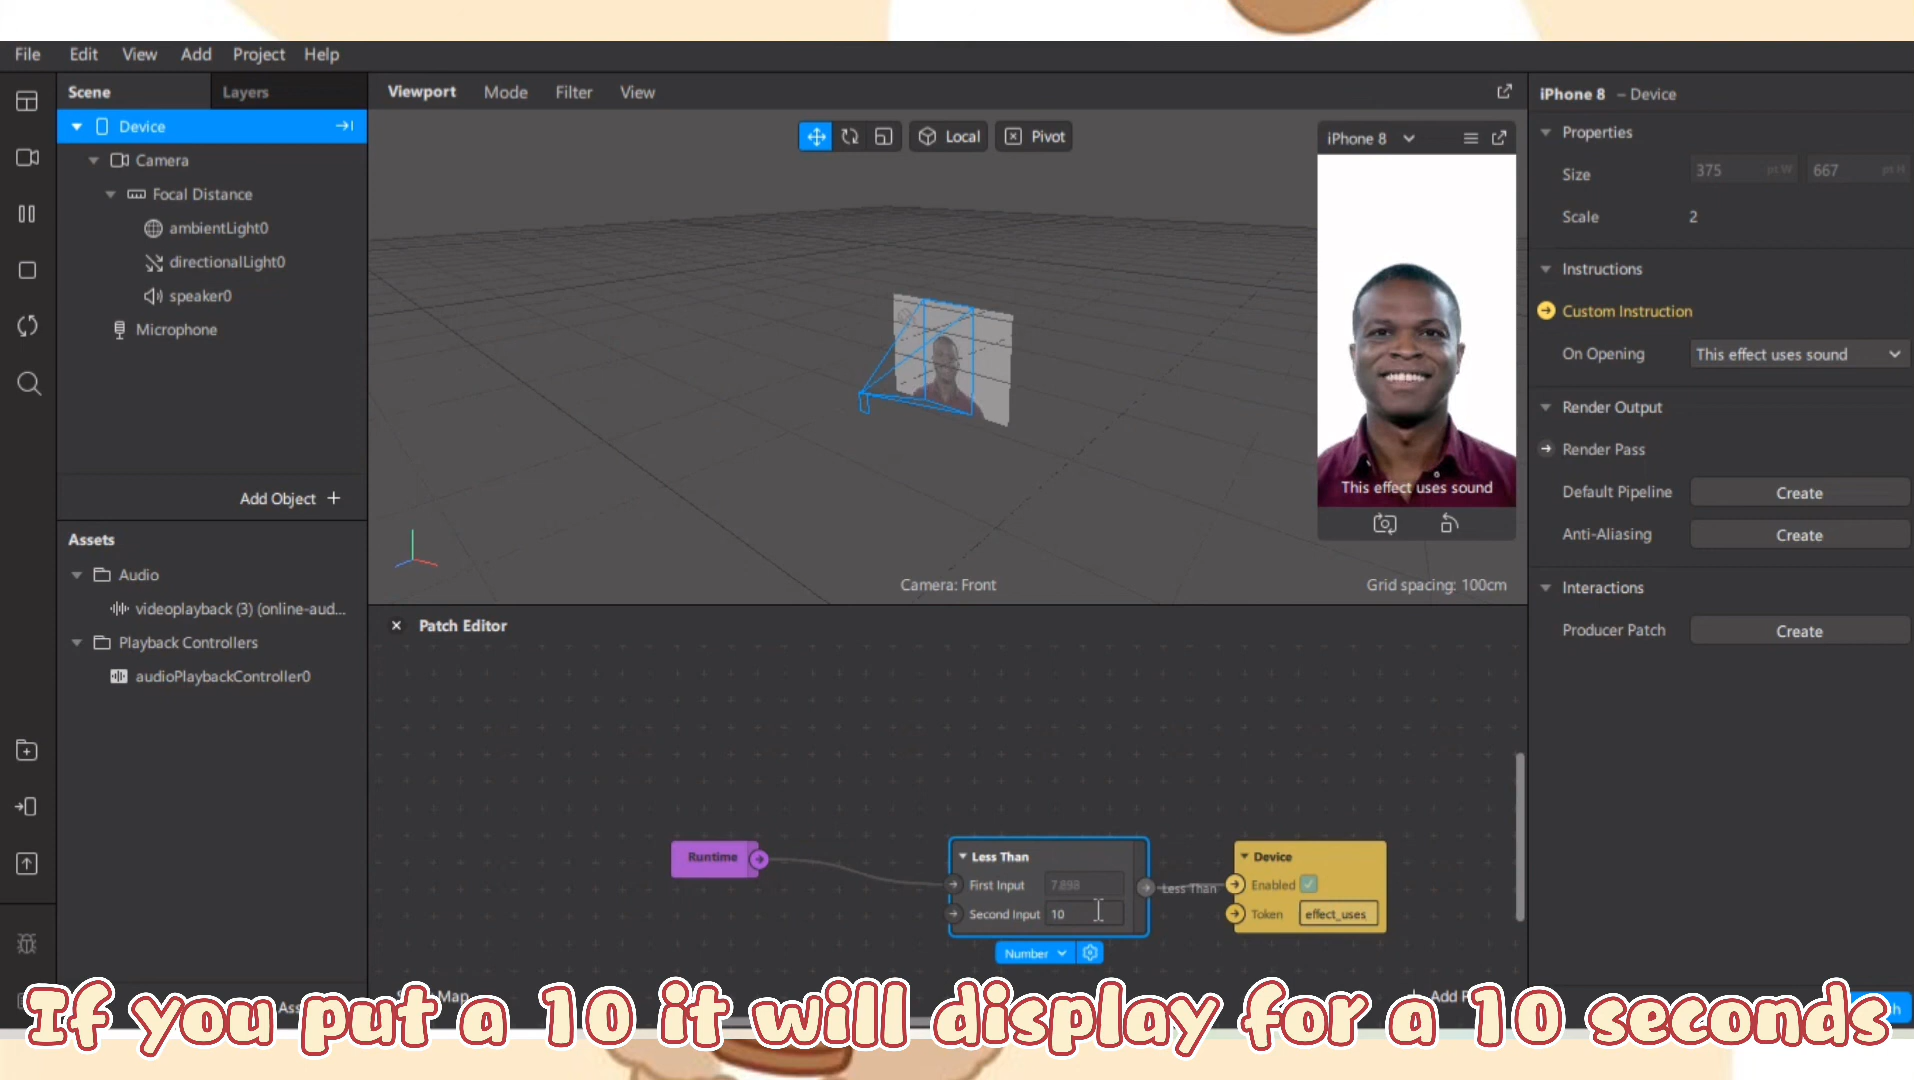 File Edit View Add Project Help
Scene Layers
Device
Camera
Focal Distance
ambientLight0
directionalLight0
speaker0
Microphone
Add Object +
Assets
Audio
videoplayback (3) (online-aud...
Playback Controllers
audioPlaybackController0
Viewport Mode Filter View
Local Pivot
iPhone 8
This effect uses sound
Camera: Front
Grid spacing: 100cm
Patch Editor
Runtime
Less Than
First Input 7.898
Second Input 10
Number
Less Than
Device
Enabled
Token effect_uses
iPhone 8 – Device
Properties
Size 375 pt W 667 pt H
Scale 2
Instructions
Custom Instruction
On Opening This effect uses sound
Render Output
Render Pass
Default Pipeline Create
Anti-Aliasing Create
Interactions
Producer Patch Create
If you put a 10 it will display for a 10 seconds